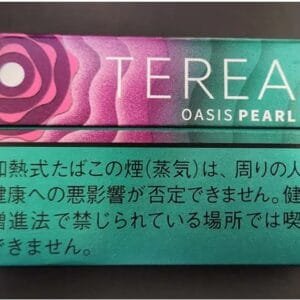 TEREA
OASIS PEARL
加熱式たばこの煙(蒸気)は、周りの人
健康への悪影響が否定できません。健
増進法で禁じられている場所では喫
できません。